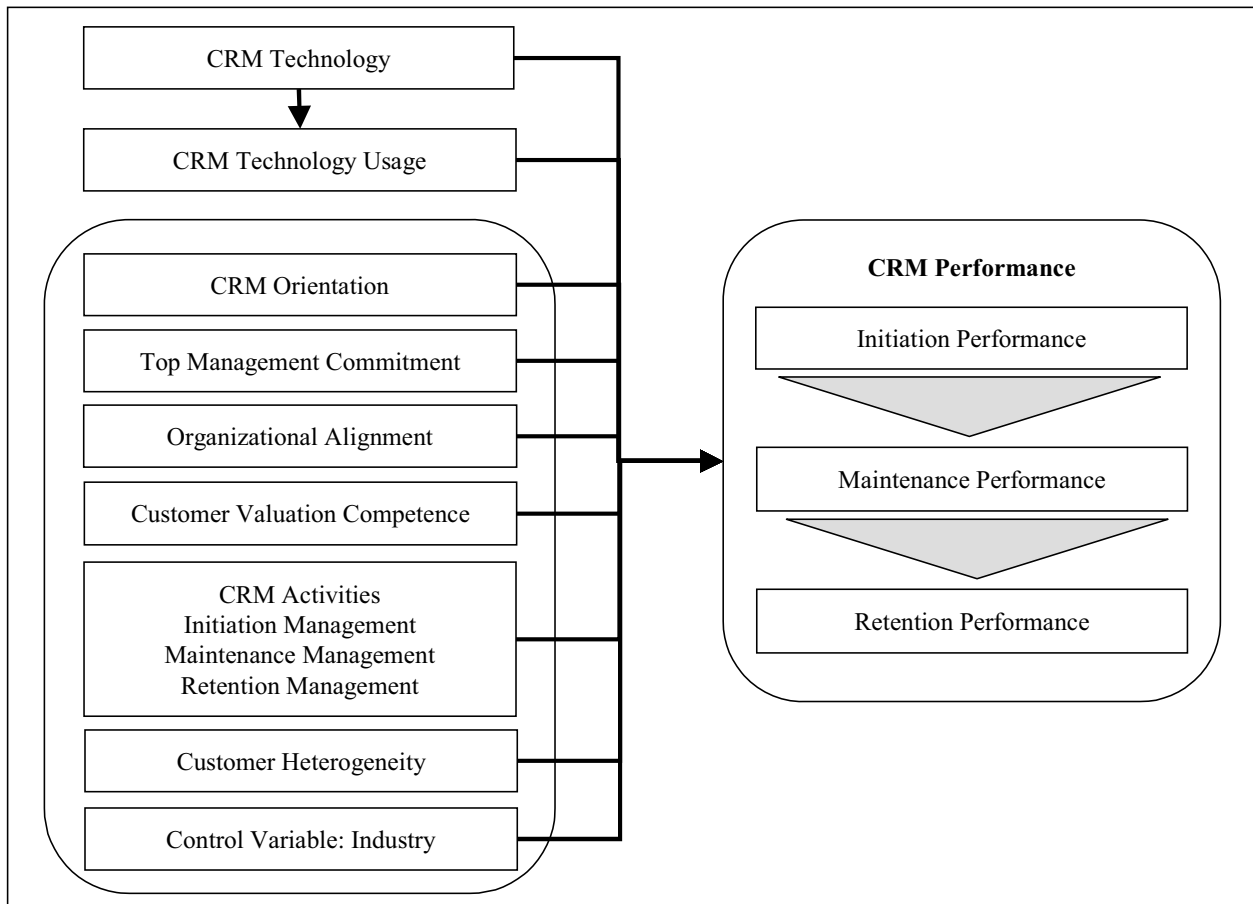 CRM Technology
CRM Technology Usage
CRM Orientation
Top Management Commitment
Organizational Alignment
Customer Valuation Competence
CRM Activities
Initiation Management
Maintenance Management
Retention Management
Customer Heterogeneity
Control Variable: Industry
CRM Performance
Initiation Performance
Maintenance Performance
Retention Performance